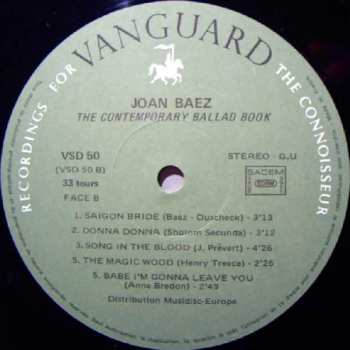 RECORDINGS FOR VANGUARD THE CONNOISSEUR
JOAN BAEZ
THE CONTEMPORARY BALLAD BOOK
VSD 50
(VSD 50 B)
33 tours
FACE B
STEREO - G.U
SACEM
1. SAIGON BRIDE (Baez - Duscheck) - 3'13
2. DONNA DONNA (Sholom Secunda) - 3'12
3. SONG IN THE BLOOD (J. Prévert) - 4'26
5. THE MAGIC WOOD (Henry Treece) - 2'26
5. BABE I'M GONNA LEAVE YOU
(Anne Bredon) - 2'49
Distribution Musidisc-Europe